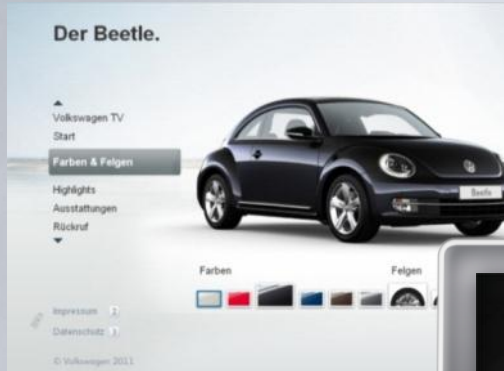 Der Beetle.
Volkswagen TV
Start
Farben & Felgen
Highlights
Ausstattungen
Rückruf
Beetle
Farben
Felgen
Impressum
Datenschutz
© Volkswagen 2011